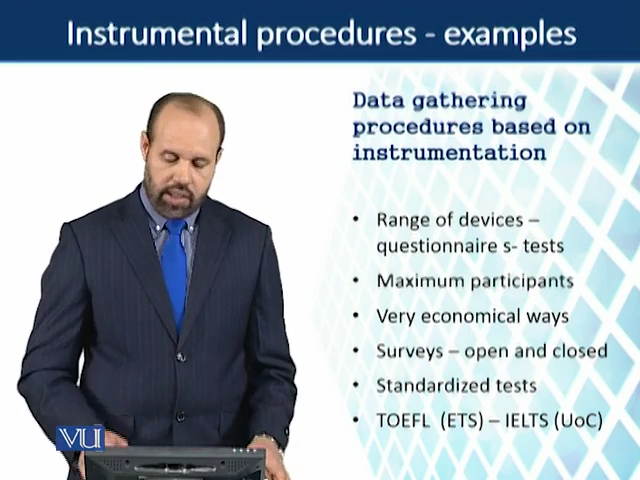 Instrumental procedures - examples
Data gathering
procedures based on
instrumentation
• Range of devices –
questionnaire s- tests
• Maximum participants
• Very economical ways
• Surveys – open and closed
• Standardized tests
• TOEFL (ETS) – IELTS (UoC)
VU